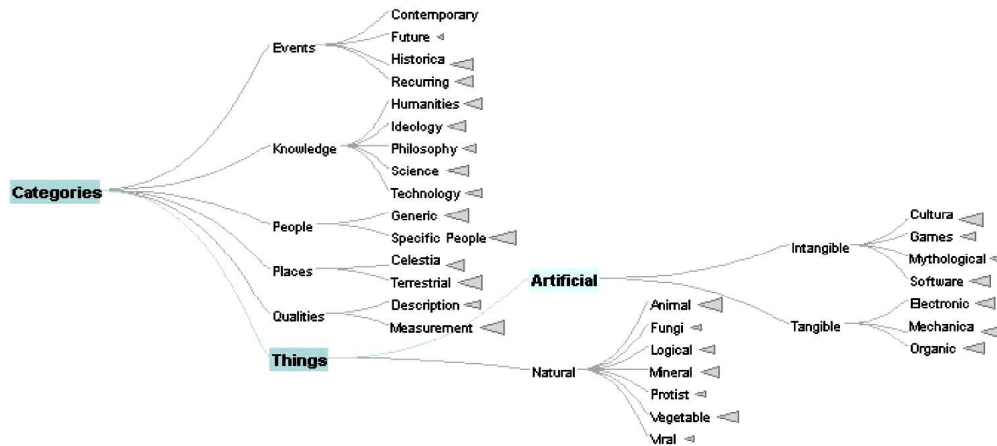 Categories
Events
Contemporary
Future
Historica
Recurring
Knowledge
Humanities
Ideology
Philosophy
Science
Technology
People
Generic
Specific People
Places
Celestia
Terrestrial
Qualities
Description
Measurement
Things
Artificial
Intangible
Cultura
Games
Mythological
Software
Tangible
Electronic
Mechanica
Organic
Natural
Animal
Fungi
Logical
Mineral
Protist
Vegetable
Viral